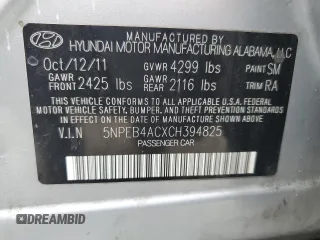 MANUFACTURED BY
HYUNDAI MOTOR MANUFACTURING ALABAMA, LLC
Oct/12/11 GVWR 4299 lbs PAINT SM
GAWR FRONT 2425 lbs GAWR REAR 2116 lbs TRIM RA
THIS VEHICLE CONFORMS TO ALL APPLICABLE U.S.A. FEDERAL
MOTOR VEHICLE SAFETY, BUMPER, AND THEFT PREVENTION
STANDARDS IN EFFECT ON THE DATE OF MANUFACTURE SHOWN ABOVE.
V.I.N 5NPEB4ACXCH394825
PASSENGER CAR
© DREAMBID
DREAMBID.COM